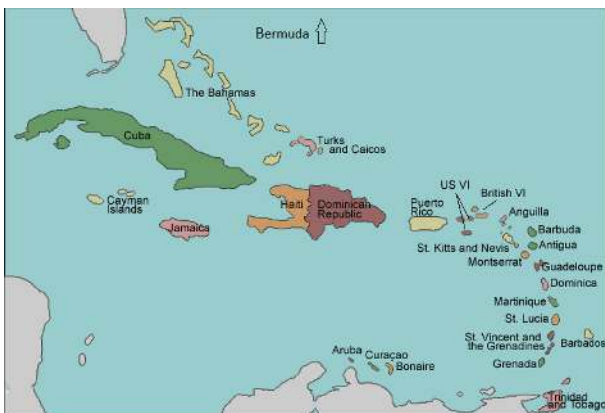 Bermuda
The Bahamas
Cuba
Turks
and Caicos
Cayman
Islands
Jamaica
Haiti
Dominican
Republic
Puerto
Rico
US VI
British VI
Anguilla
St. Kitts and Nevis
Barbuda
Antigua
Montserrat
Guadeloupe
Dominica
Martinique
St. Lucia
St. Vincent and
the Grenadines
Barbados
Grenada
Aruba
Curaçao
Bonaire
Trinidad
and Tobago